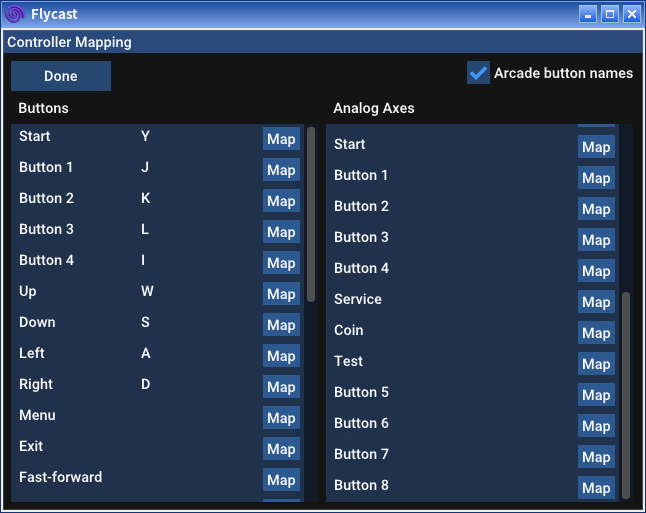 Flycast
Controller Mapping
Done
Arcade button names
Buttons
Start Y Map
Button 1 J Map
Button 2 K Map
Button 3 L Map
Button 4 I Map
Up W Map
Down S Map
Left A Map
Right D Map
Menu Map
Exit Map
Fast-forward Map
Analog Axes
Start Map
Button 1 Map
Button 2 Map
Button 3 Map
Button 4 Map
Service Map
Coin Map
Test Map
Button 5 Map
Button 6 Map
Button 7 Map
Button 8 Map